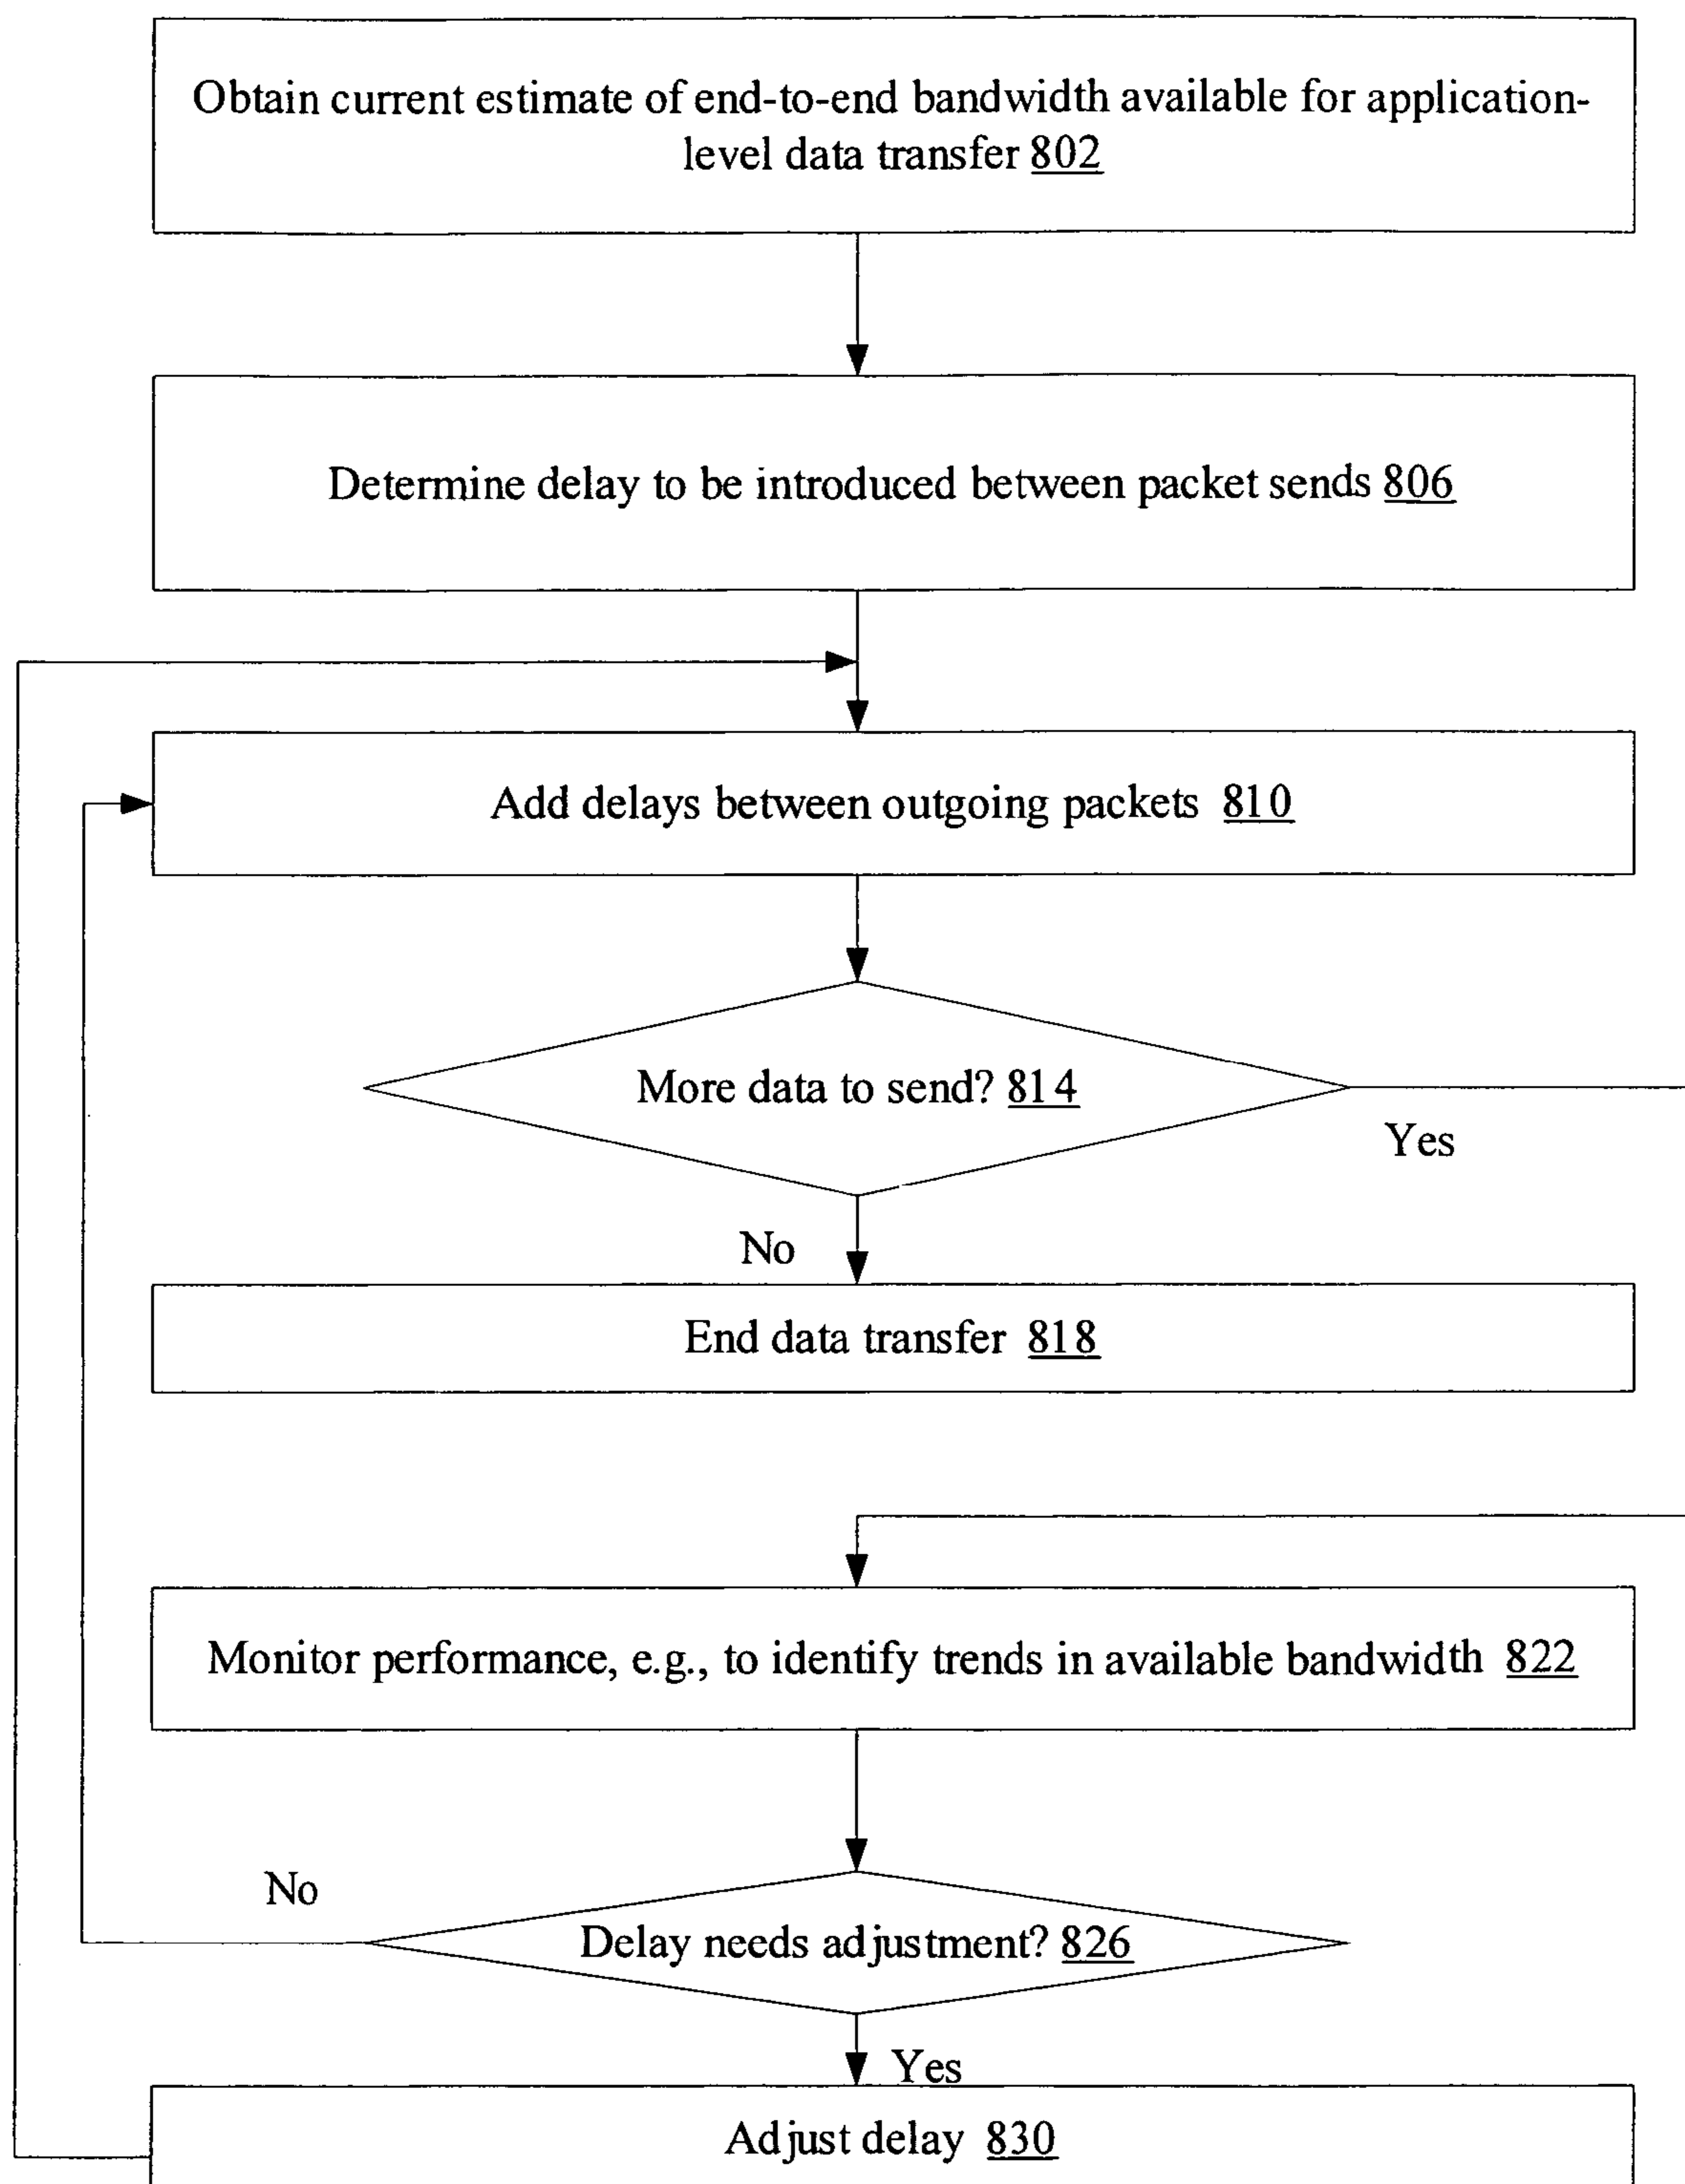 Obtain current estimate of end-to-end bandwidth available for application-
level data transfer 802
Determine delay to be introduced between packet sends 806
Add delays between outgoing packets 810
More data to send? 814
Yes
No
End data transfer 818
Monitor performance, e.g., to identify trends in available bandwidth 822
No
Delay needs adjustment? 826
Yes
Adjust delay 830